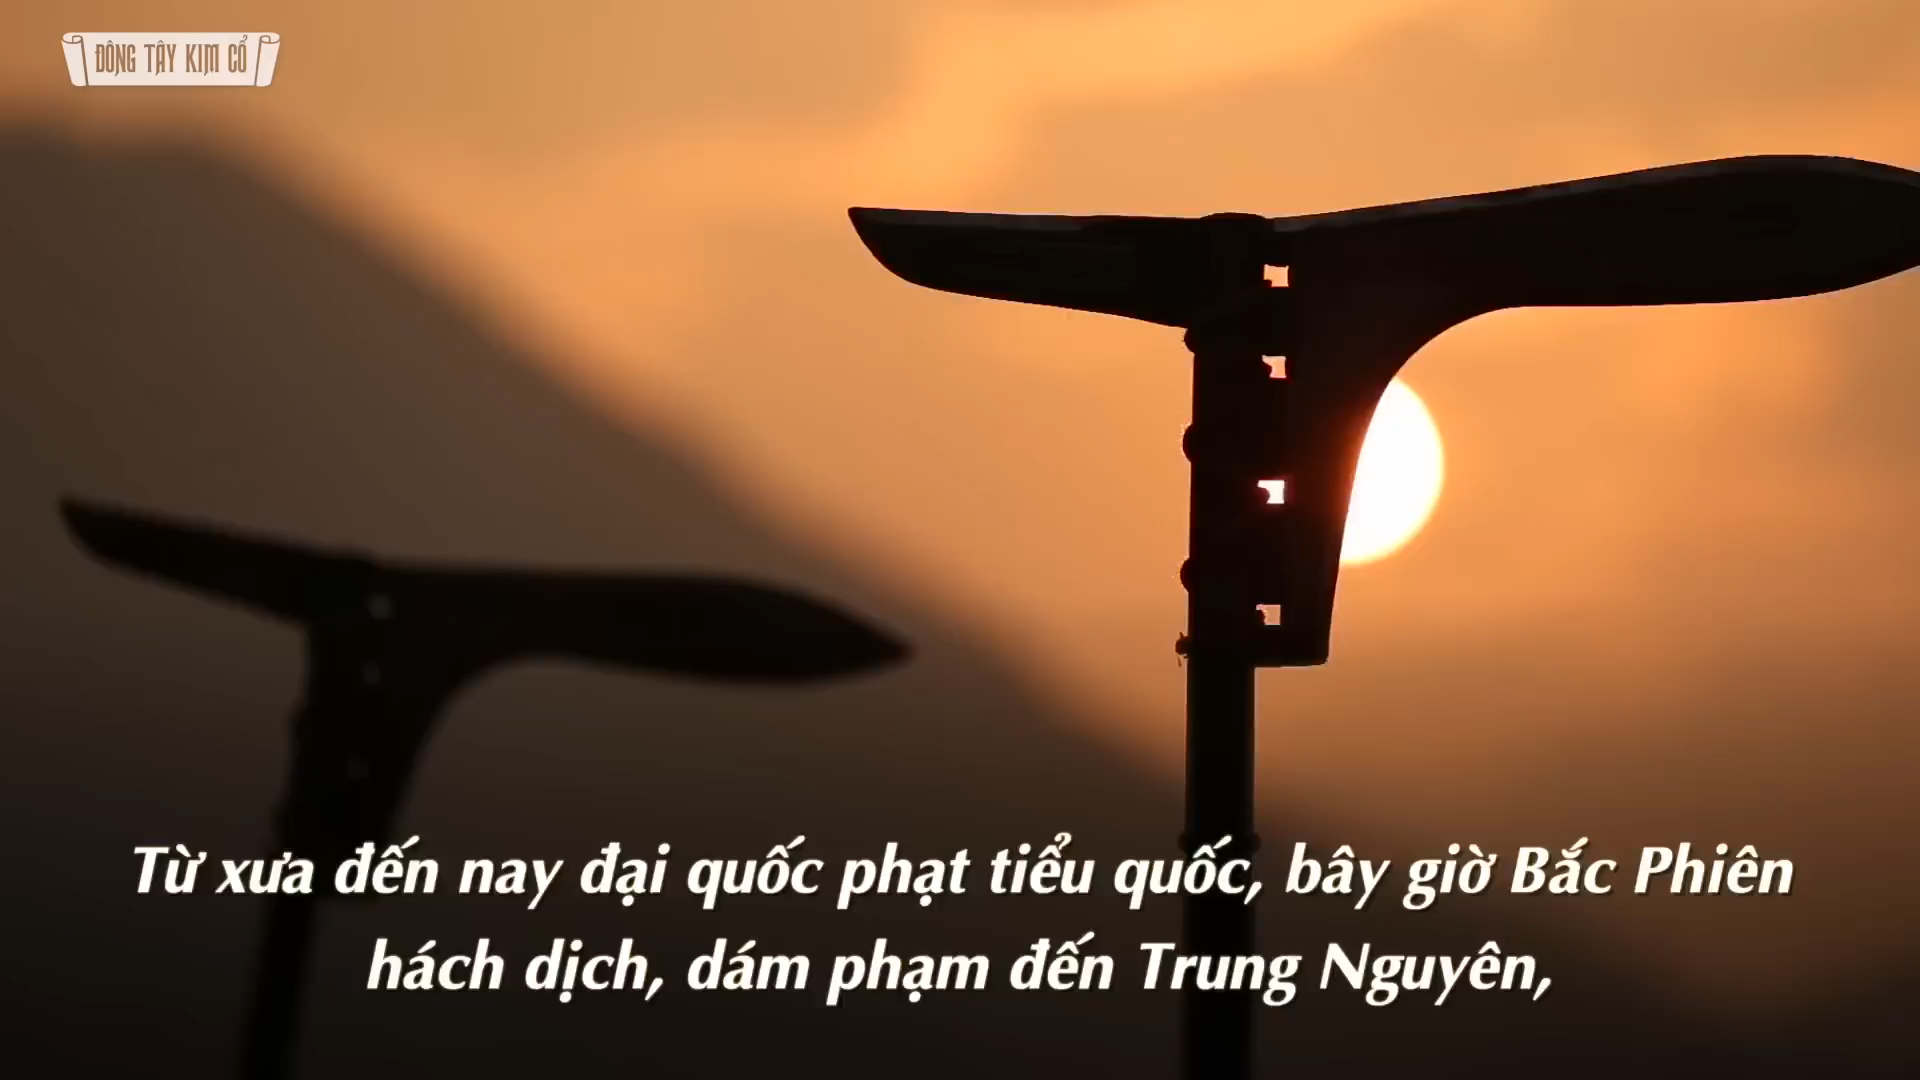 ĐÔNG TÂY KIM CỔ
Từ xưa đến nay đại quốc phạt tiểu quốc, bây giờ Bắc Phiên
hách dịch, dám phạm đến Trung Nguyên,